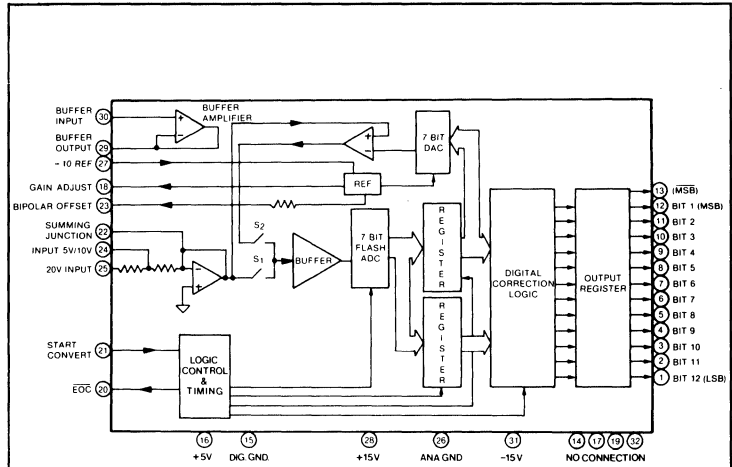 BUFFER INPUT 30
BUFFER AMPLIFIER
+
−
BUFFER OUTPUT 29
− 10 REF 27
GAIN ADJUST 18
BIPOLAR OFFSET 23
SUMMING JUNCTION 22
INPUT 5V/10V 24
20V INPUT 25
−
+
+
−
7 BIT DAC
REF
S2
S1
BUFFER
7 BIT FLASH ADC
REGISTER
REGISTER
DIGITAL CORRECTION LOGIC
OUTPUT REGISTER
13 (MSB)
12 BIT 1 (MSB)
11 BIT 2
10 BIT 3
9 BIT 4
8 BIT 5
7 BIT 6
6 BIT 7
5 BIT 8
4 BIT 9
3 BIT 10
2 BIT 11
1 BIT 12 (LSB)
START CONVERT 21
EOC 20
LOGIC CONTROL & TIMING
16 15 28 26 31 14 17 19 32
+5V DIG. GND. +15V ANA GND -15V NO CONNECTION